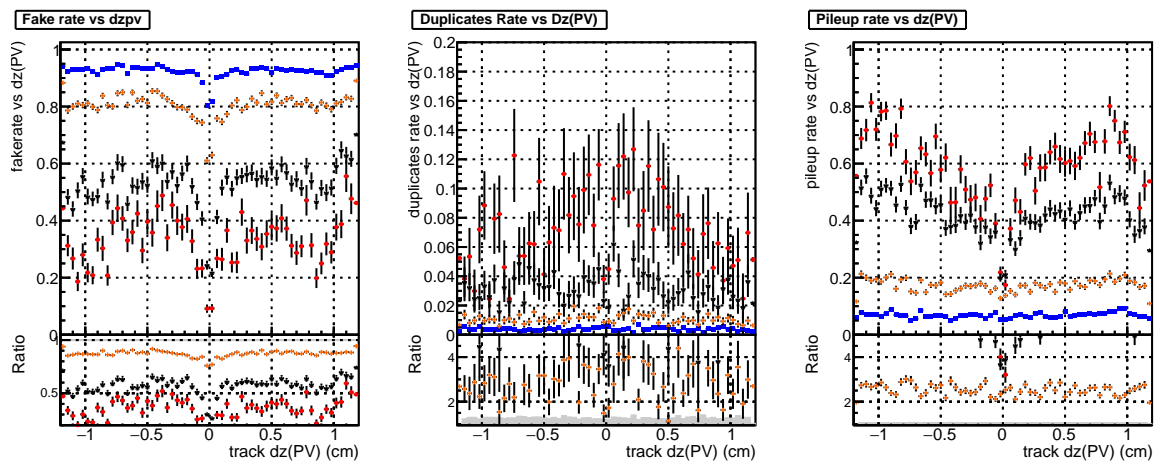 Fake rate vs dzpv
fakerate vs dz(PV)
1
0.8
0.6
0.4
0.2
0
Ratio
0.5
−1 −0.5 0 0.5 1
track dz(PV) (cm)
Duplicates Rate vs Dz(PV)
duplicates rate vs dz(PV)
0.2
0.18
0.16
0.14
0.12
0.1
0.08
0.06
0.04
0.02
0
Ratio
4
2
−1 −0.5 0 0.5 1
track dz(PV) (cm)
Pileup rate vs dz(PV)
pileup rate vs dz(PV)
1
0.8
0.6
0.4
0.2
0
Ratio
4
2
−1 −0.5 0 0.5 1
track dz(PV) (cm)